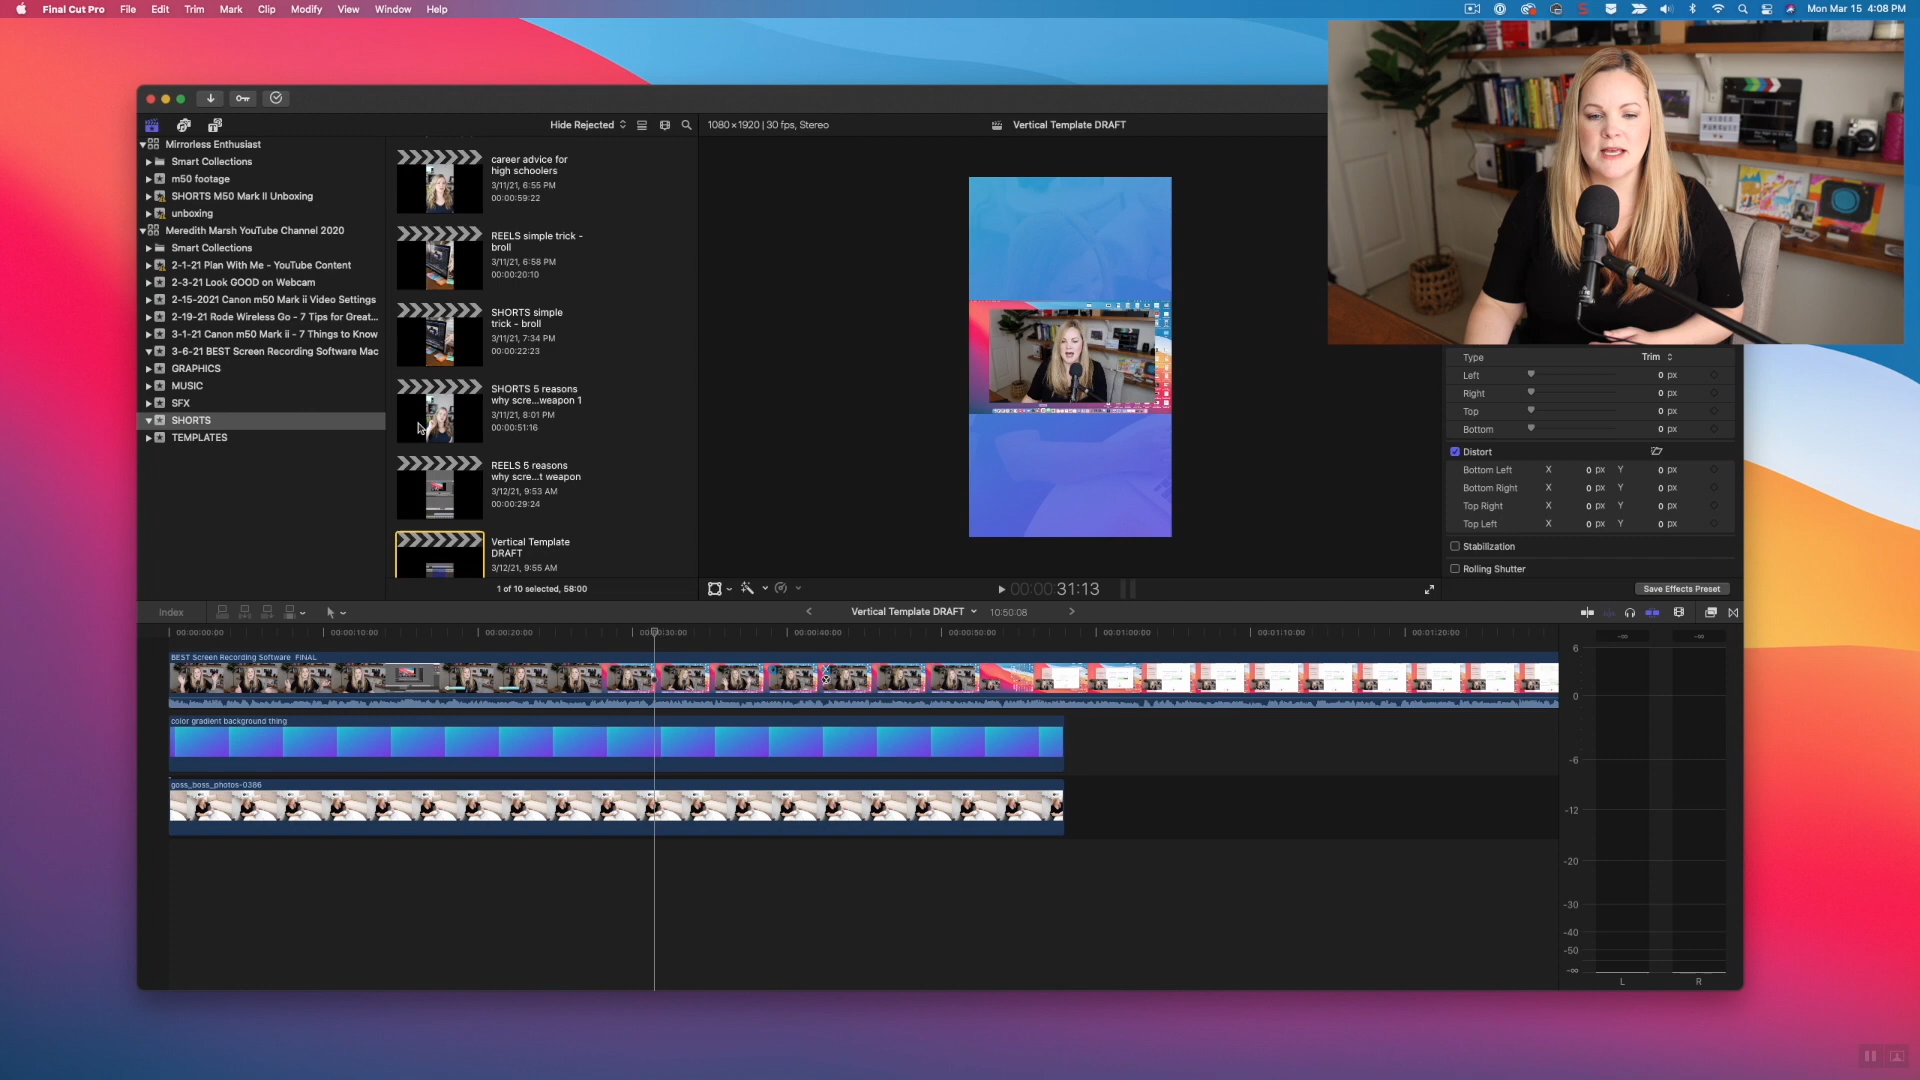 Final Cut Pro File Edit Trim Mark Clip Modify View Window Help
Mon Mar 15 4:08 PM
Hide Rejected
1080 × 1920 | 30 fps, Stereo
Vertical Template DRAFT
Mirrorless Enthusiast
Smart Collections
m50 footage
SHORTS M50 Mark II Unboxing
unboxing
Meredith Marsh YouTube Channel 2020
Smart Collections
2-1-21 Plan With Me - YouTube Content
2-3-21 Look GOOD on Webcam
2-15-2021 Canon m50 Mark ii Video Settings
2-19-21 Rode Wireless Go - 7 Tips for Great...
3-1-21 Canon m50 Mark ii - 7 Things to Know
3-6-21 BEST Screen Recording Software Mac
GRAPHICS
MUSIC
SFX
SHORTS
TEMPLATES
career advice for
high schoolers
3/11/21, 6:55 PM
00:00:59:22
REELS simple trick -
broll
3/11/21, 6:58 PM
00:00:20:10
SHORTS simple
trick - broll
3/11/21, 7:34 PM
00:00:22:23
SHORTS 5 reasons
why scre...weapon 1
3/11/21, 8:01 PM
00:00:51:16
REELS 5 reasons
why scre...t weapon
3/12/21, 9:53 AM
00:00:29:24
Vertical Template
DRAFT
3/12/21, 9:55 AM
1 of 10 selected, 58:00
00:00:31:13
Type Trim
Left 0 px
Right 0 px
Top 0 px
Bottom 0 px
Distort
Bottom Left X 0 px Y 0 px
Bottom Right X 0 px Y 0 px
Top Right X 0 px Y 0 px
Top Left X 0 px Y 0 px
Stabilization
Rolling Shutter
Save Effects Preset
Index
Vertical Template DRAFT 10:50:08
00:00:00:00 00:00:10:00 00:00:20:00 00:00:30:00 00:00:40:00 00:00:50:00 00:01:00:00 00:01:10:00 00:01:20:00
BEST Screen Recording Software FINAL
color gradient background thing
goss_boss_photos-0386
-∞ -∞
6
0
-6
-12
-20
-30
-40
-50
-∞
L R